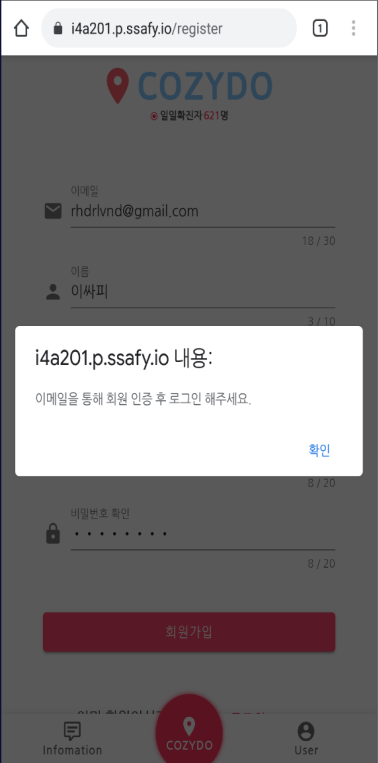 i4a201.p.ssafy.io/register
1
COZYDO
일일확진자 621명
이메일
rhdrlvnd@gmail.com
18 / 30
이름
이싸피
3 / 10
i4a201.p.ssafy.io 내용:
이메일을 통해 회원 인증 후 로그인 해주세요.
확인
8 / 20
비밀번호 확인
8 / 20
회원가입
Infomation
COZYDO
User